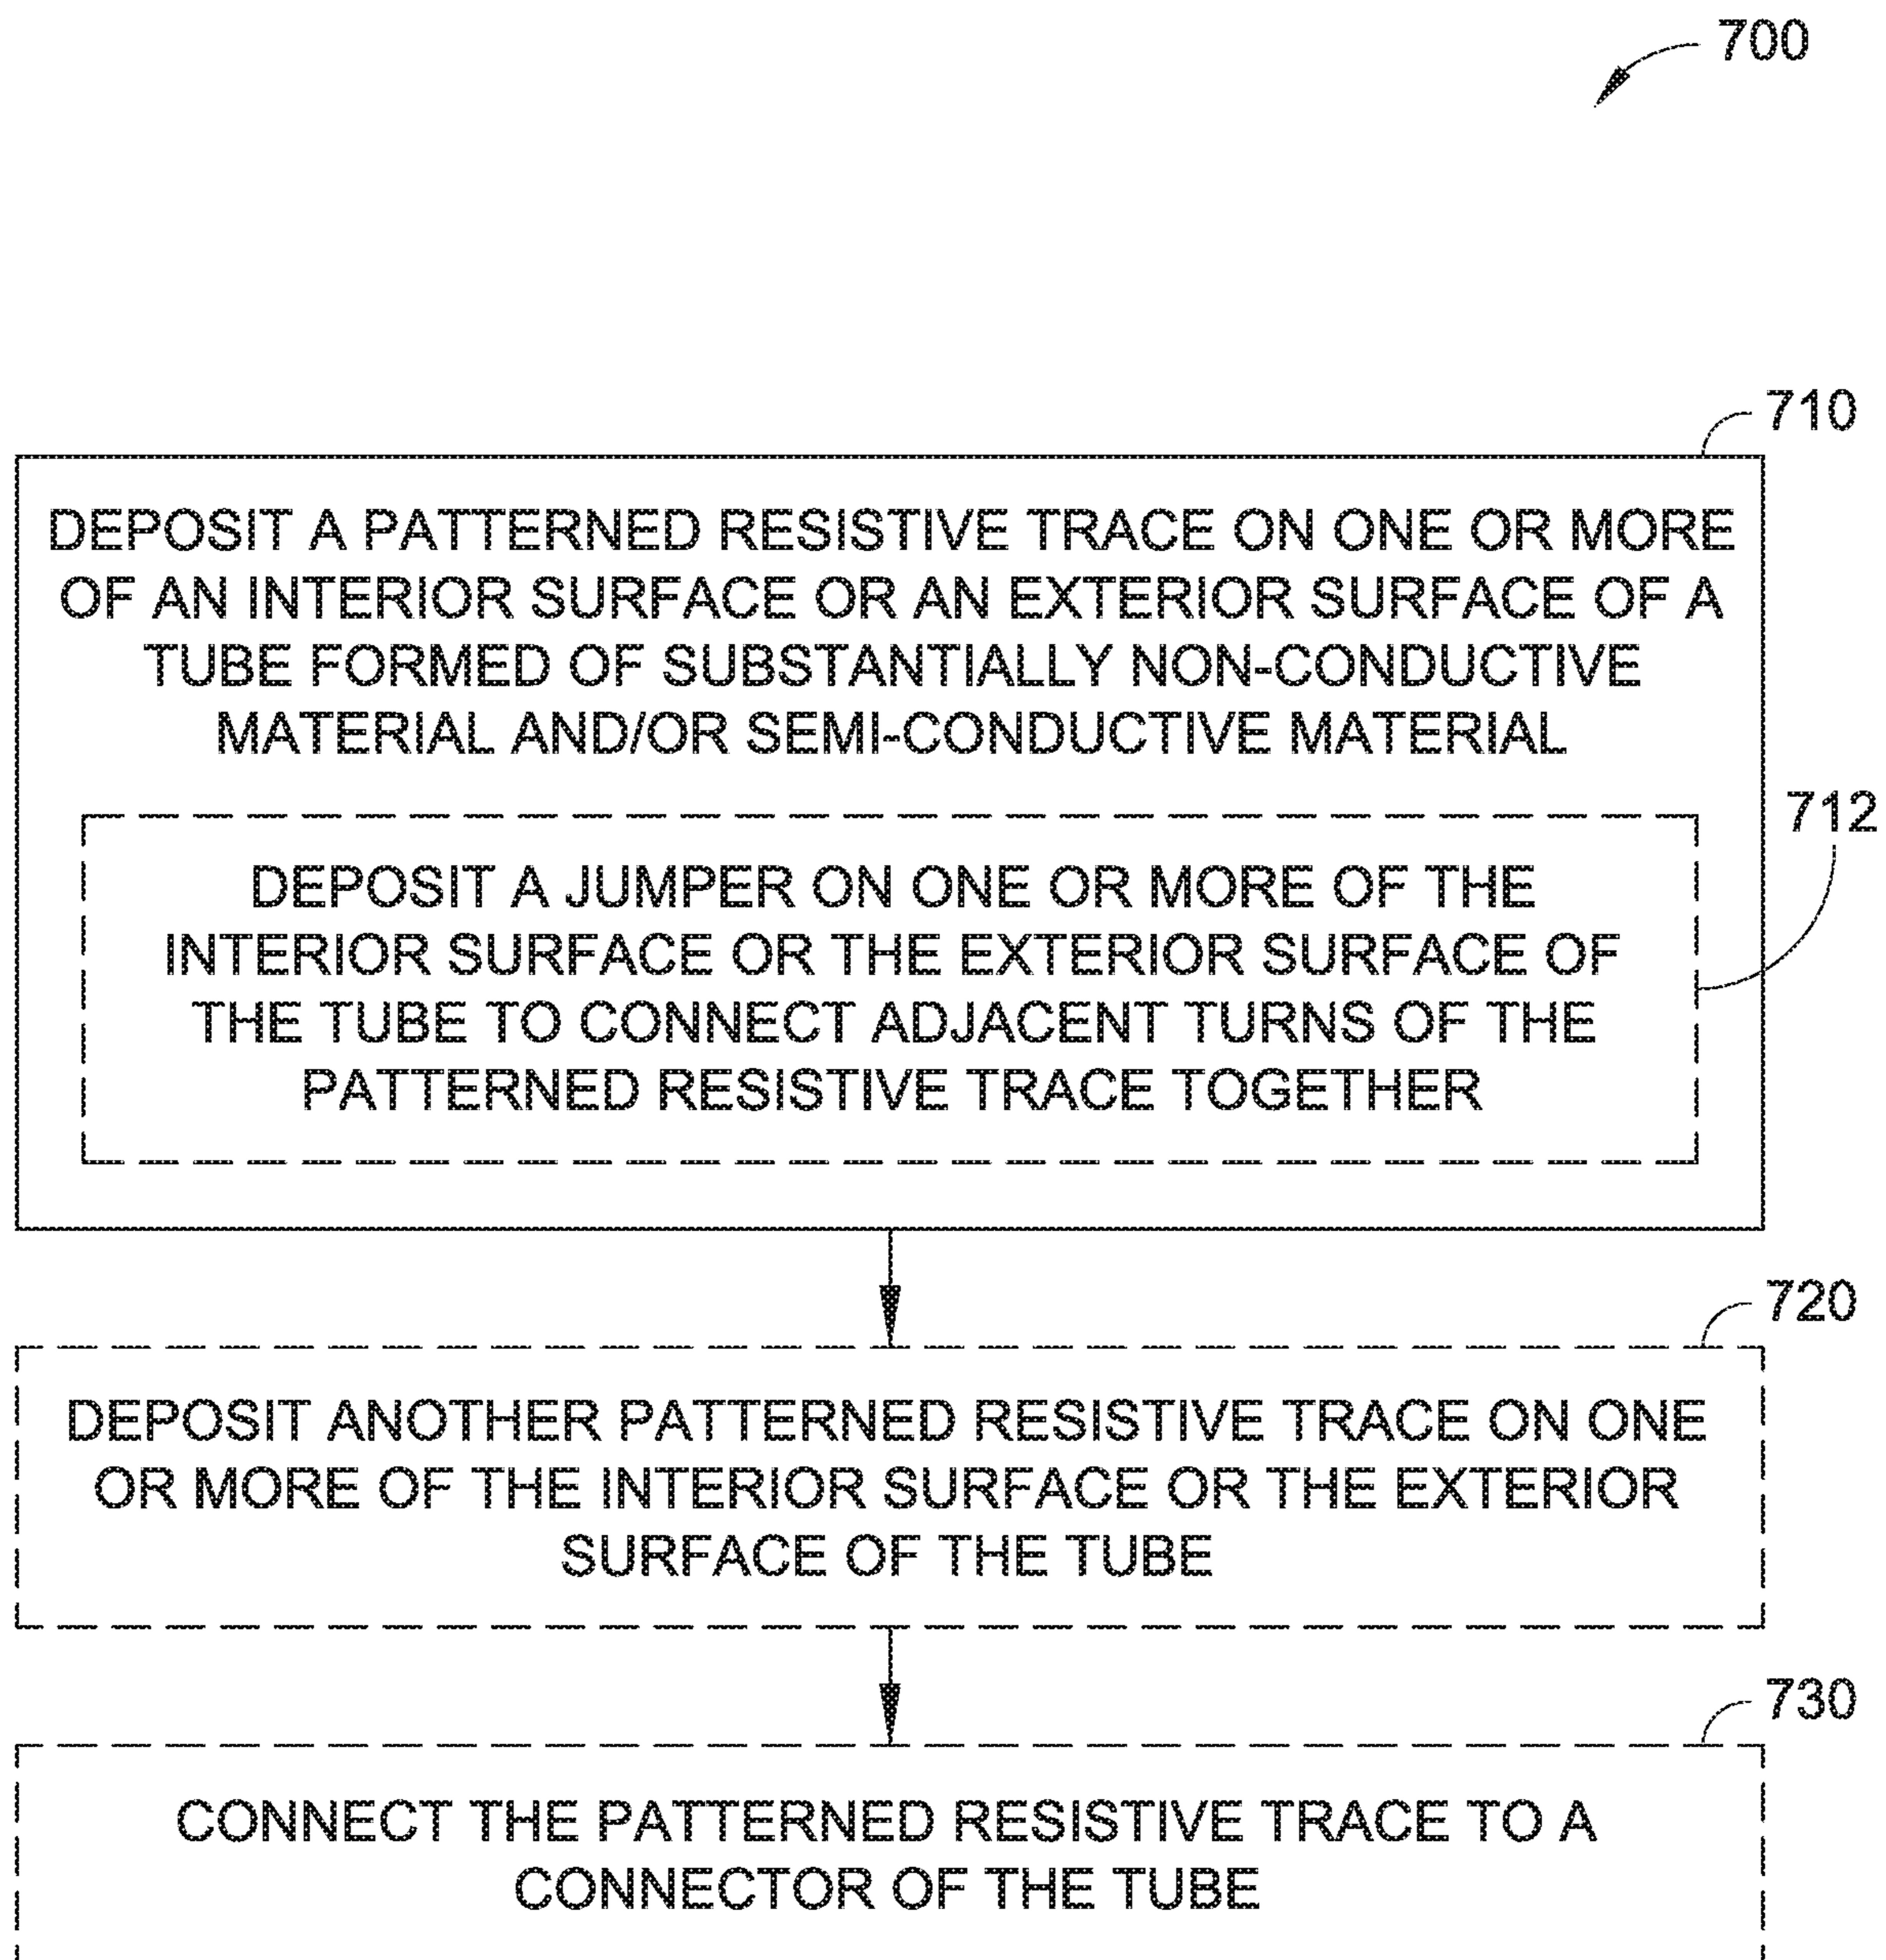 700
710
DEPOSIT A PATTERNED RESISTIVE TRACE ON ONE OR MORE
OF AN INTERIOR SURFACE OR AN EXTERIOR SURFACE OF A
TUBE FORMED OF SUBSTANTIALLY NON-CONDUCTIVE
MATERIAL AND/OR SEMI-CONDUCTIVE MATERIAL
712
DEPOSIT A JUMPER ON ONE OR MORE OF THE
INTERIOR SURFACE OR THE EXTERIOR SURFACE OF
THE TUBE TO CONNECT ADJACENT TURNS OF THE
PATTERNED RESISTIVE TRACE TOGETHER
720
DEPOSIT ANOTHER PATTERNED RESISTIVE TRACE ON ONE
OR MORE OF THE INTERIOR SURFACE OR THE EXTERIOR
SURFACE OF THE TUBE
730
CONNECT THE PATTERNED RESISTIVE TRACE TO A
CONNECTOR OF THE TUBE